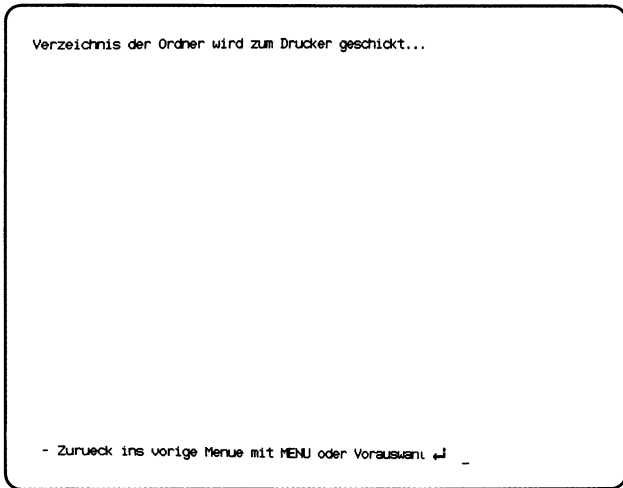 Verzeichnis der Ordner wird zum Drucker geschickt...
- Zurueck ins vorige Menue mit MENU oder Vorauswahl ↵ _